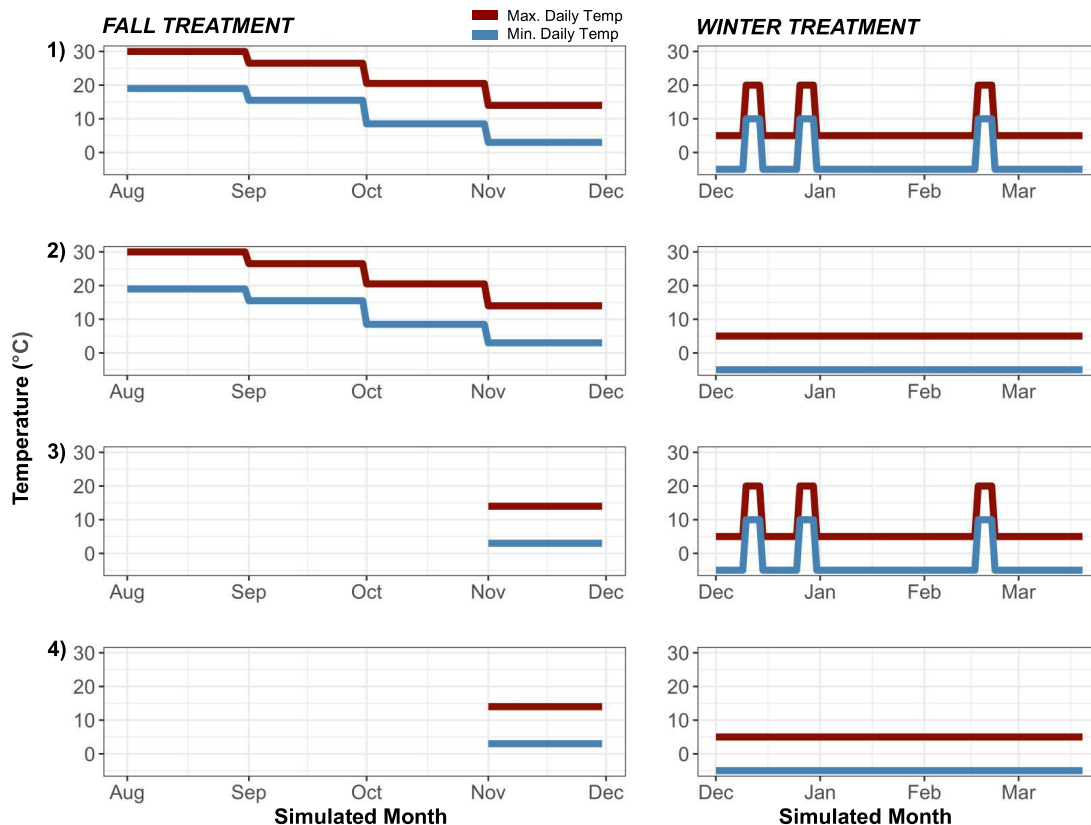 FALL TREATMENT
Max. Daily Temp
Min. Daily Temp
WINTER TREATMENT
1)
30
20
10
0
Aug Sep Oct Nov Dec
Dec Jan Feb Mar
2)
30
20
10
0
30
20
10
0
Aug Sep Oct Nov Dec
Dec Jan Feb Mar
Temperature (°C)
3)
30
20
10
0
30
20
10
0
Aug Sep Oct Nov Dec
Dec Jan Feb Mar
4)
30
20
10
0
30
20
10
0
Aug Sep Oct Nov Dec
Dec Jan Feb Mar
Simulated Month
Simulated Month